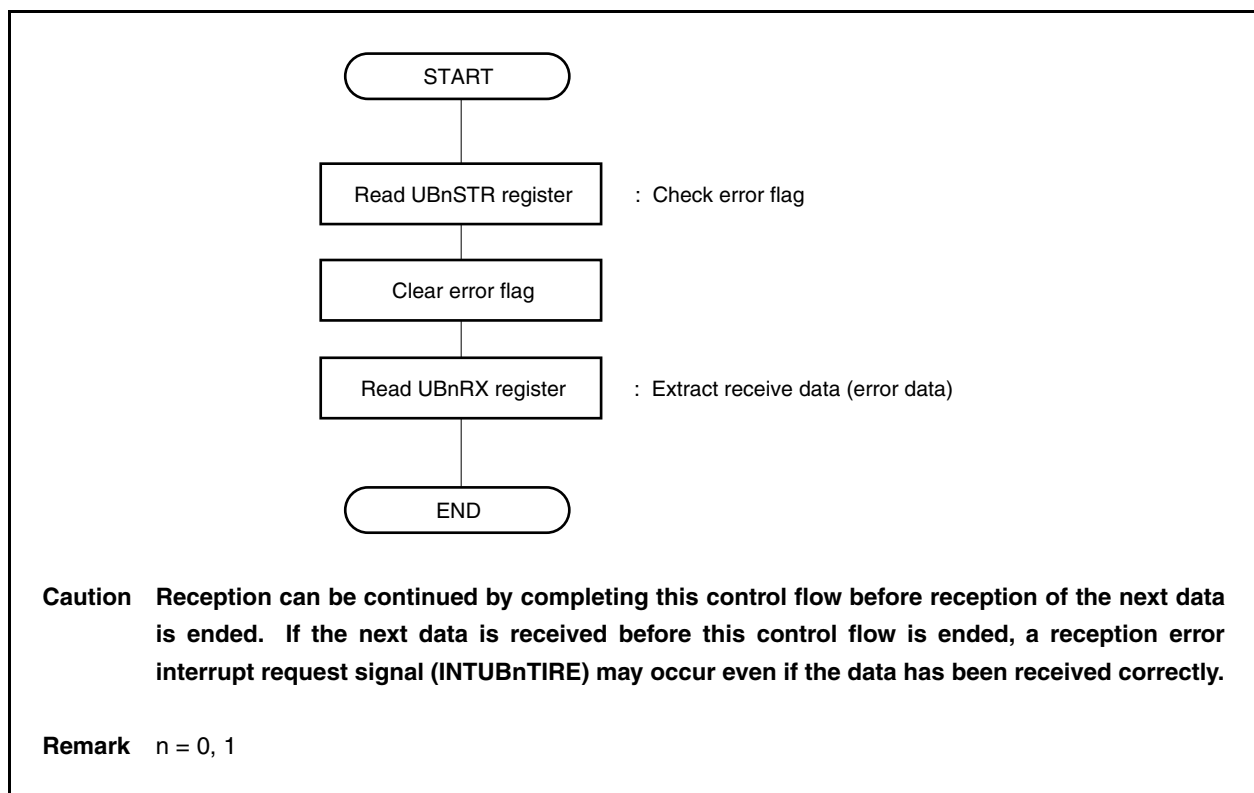 START
Read UBnSTR register : Check error flag
Clear error flag
Read UBnRX register : Extract receive data (error data)
END
Caution Reception can be continued by completing this control flow before reception of the next data
is ended. If the next data is received before this control flow is ended, a reception error
interrupt request signal (INTUBnTIRE) may occur even if the data has been received correctly.
Remark n = 0, 1